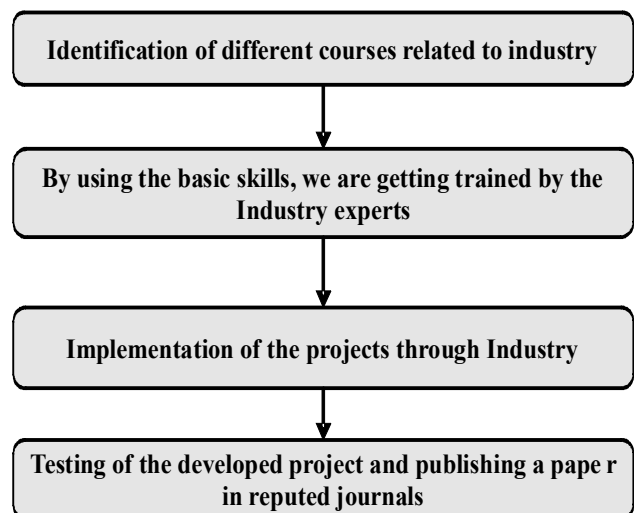 Identification of different courses related to industry
By using the basic skills, we are getting trained by the
Industry experts
Implementation of the projects through Industry
Testing of the developed project and publishing a pape r
in reputed journals